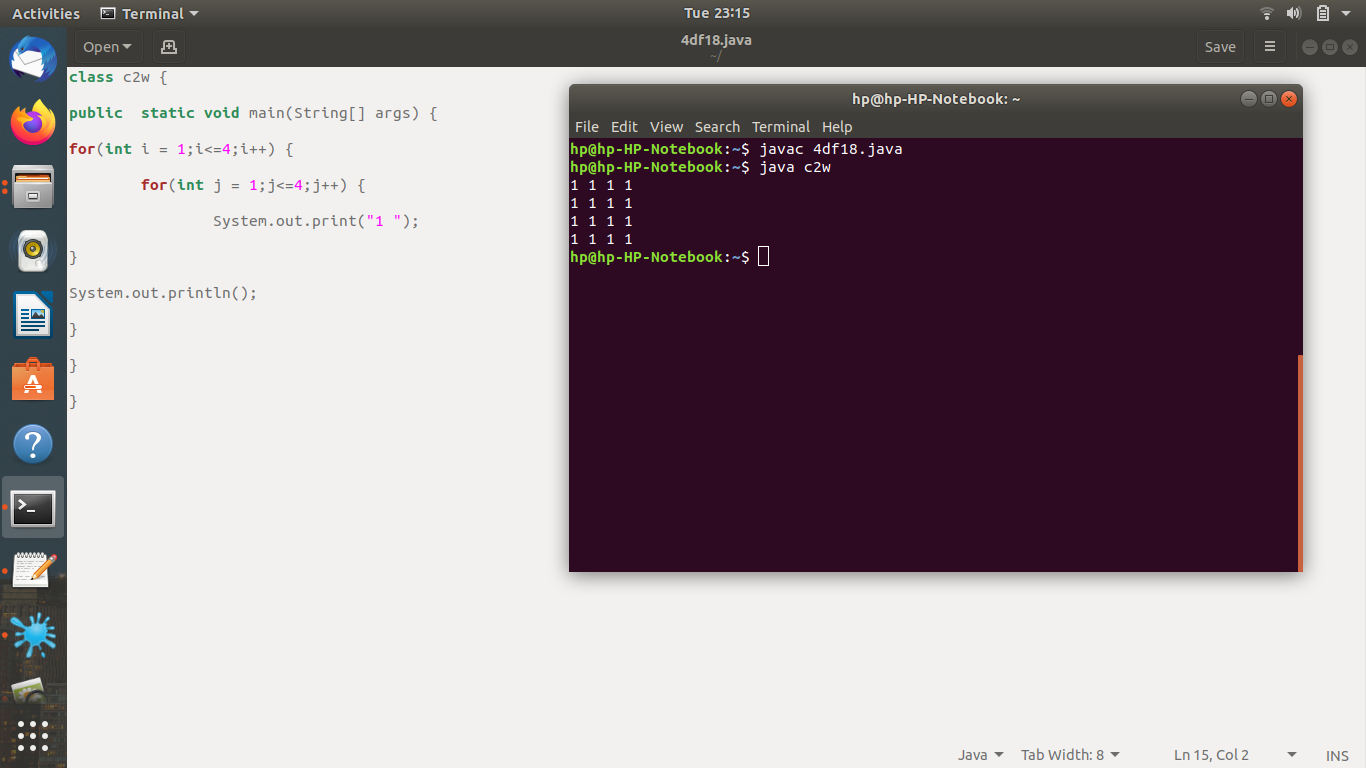 Activities Terminal Tue 23:15
Open 4df18.java Save
~/
class c2w {
public  static void main(String[] args) {
for(int i = 1;i<=4;i++) {
        for(int j = 1;j<=4;j++) {
                System.out.print("1 ");
}
System.out.println();
}
}
}
hp@hp-HP-Notebook: ~
File Edit View Search Terminal Help
hp@hp-HP-Notebook:~$ javac 4df18.java
hp@hp-HP-Notebook:~$ java c2w
1 1 1 1
1 1 1 1
1 1 1 1
1 1 1 1
hp@hp-HP-Notebook:~$
Java Tab Width: 8 Ln 15, Col 2 INS